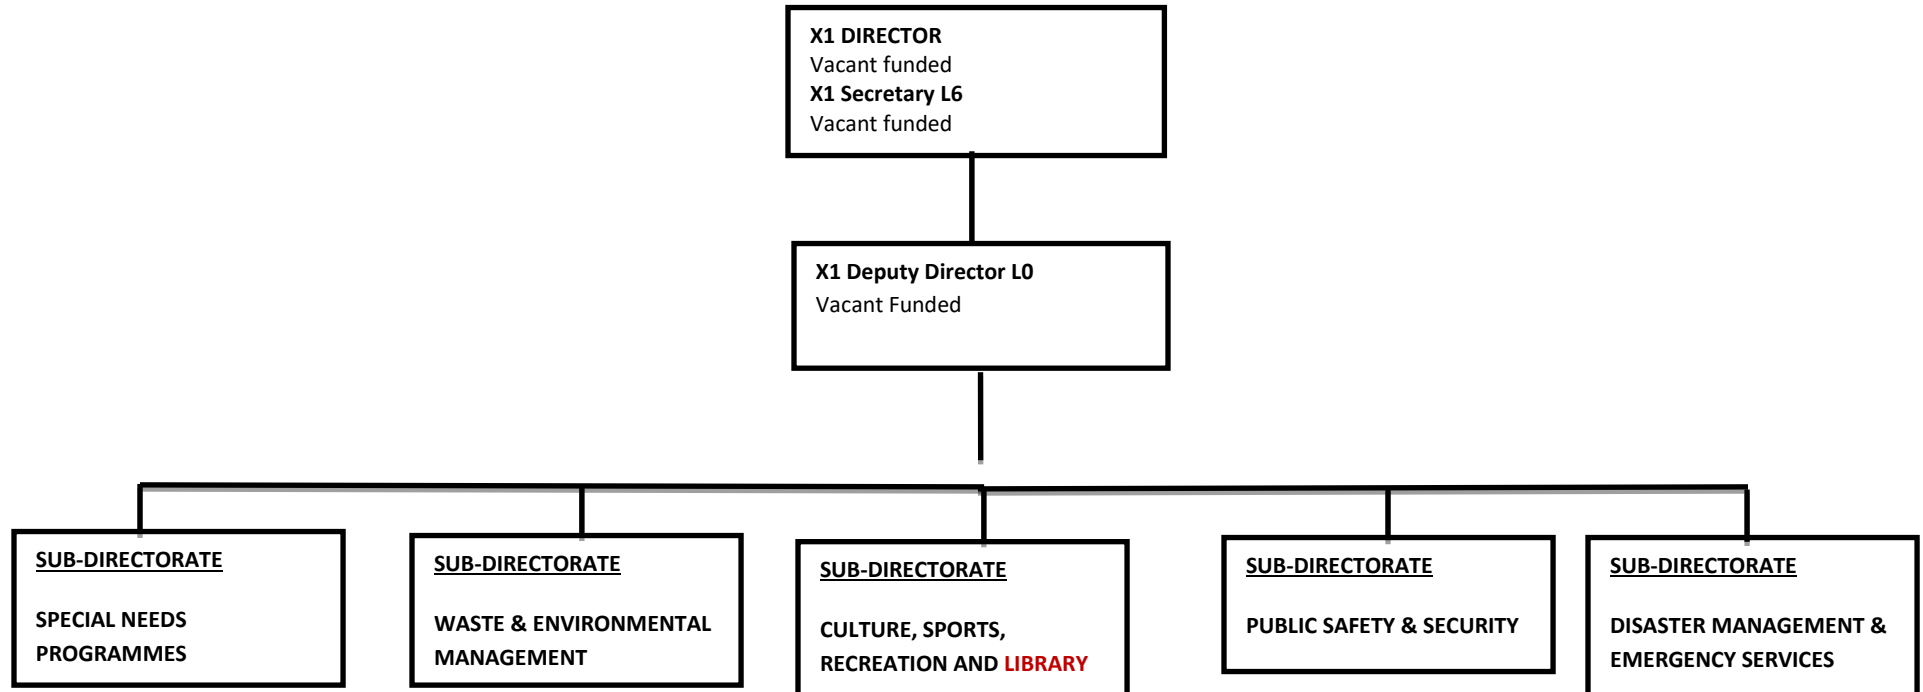 X1 DIRECTOR
Vacant funded
X1 Secretary L6
Vacant funded
X1 Deputy Director L0
Vacant Funded
SUB-DIRECTORATE
SPECIAL NEEDS
PROGRAMMES
SUB-DIRECTORATE
WASTE & ENVIRONMENTAL
MANAGEMENT
SUB-DIRECTORATE
CULTURE, SPORTS,
RECREATION AND LIBRARY
SUB-DIRECTORATE
PUBLIC SAFETY & SECURITY
SUB-DIRECTORATE
DISASTER MANAGEMENT &
EMERGENCY SERVICES